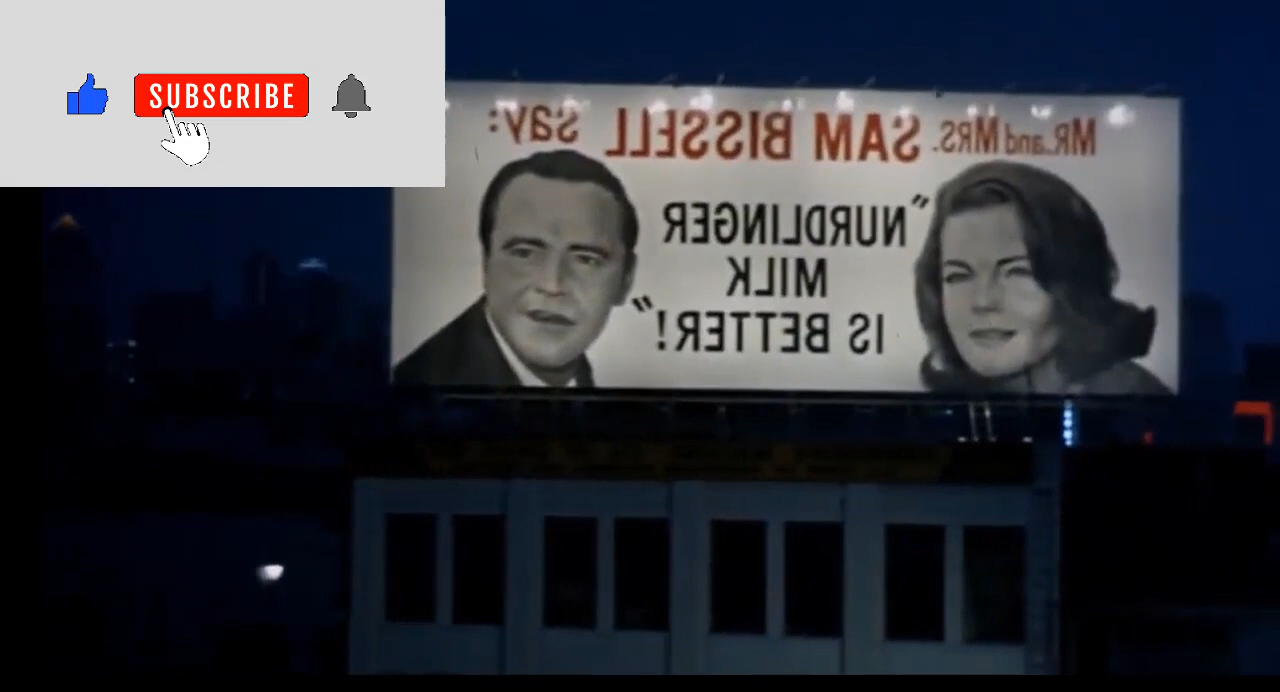 SUBSCRIBE
MR. and MRS. SAM BISSELL say:
"NURDLINGER
MILK
IS BETTER!"